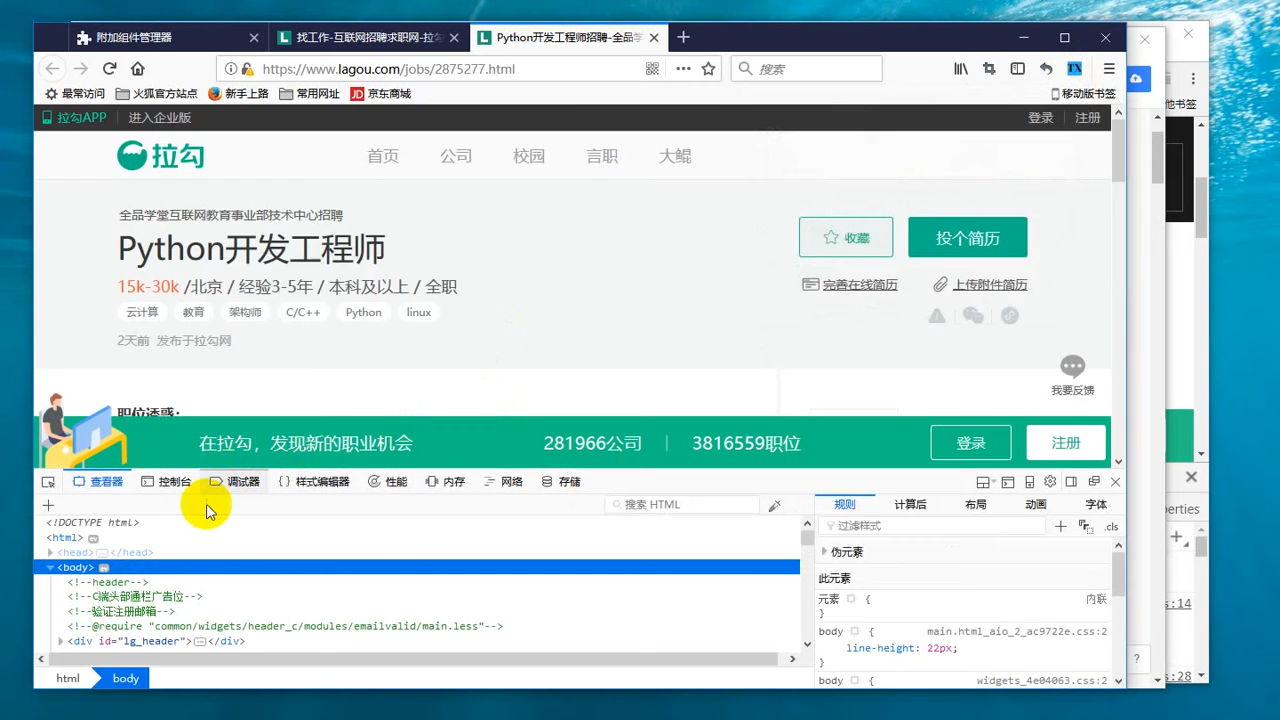 附加组件管理器
找工作-互联网招聘求职网-拉勾
Python开发工程师招聘-全品学
https://www.lagou.com/jobs/2875277.html
搜索
最常访问
火狐官方站点
新手上路
常用网址
JD 京东商城
移动版书签
他书签
拉勾APP
进入企业版
登录
注册
拉勾
首页
公司
校园
言职
大鲲
全品学堂互联网教育事业部技术中心招聘
Python开发工程师
15k-30k /北京 / 经验3-5年 / 本科及以上 / 全职
云计算
教育
架构师
C/C++
Python
linux
2天前 发布于拉勾网
收藏
投个简历
完善在线简历
上传附件简历
我要反馈
职位诱惑:
在拉勾，发现新的职业机会
281966公司
3816559职位
登录
注册
查看器
控制台
调试器
{ } 样式编辑器
性能
内存
网络
存储
搜索 HTML
规则
计算后
布局
动画
字体
<!DOCTYPE html>
<html>
<head></head>
<body>
<!--header-->
<!--C端头部通栏广告位-->
<!--验证注册邮箱-->
<!--@require "common/widgets/header_c/modules/emailvalid/main.less"-->
<div id="lg_header"></div>
过滤样式
.cls
伪元素
此元素
元素 {
内联
}
body {
main.html_aio_2_ac9722e.css:2
line-height: 22px;
}
body {
widgets_4e04063.css:2
html
body
perties
s:14
?
s:28